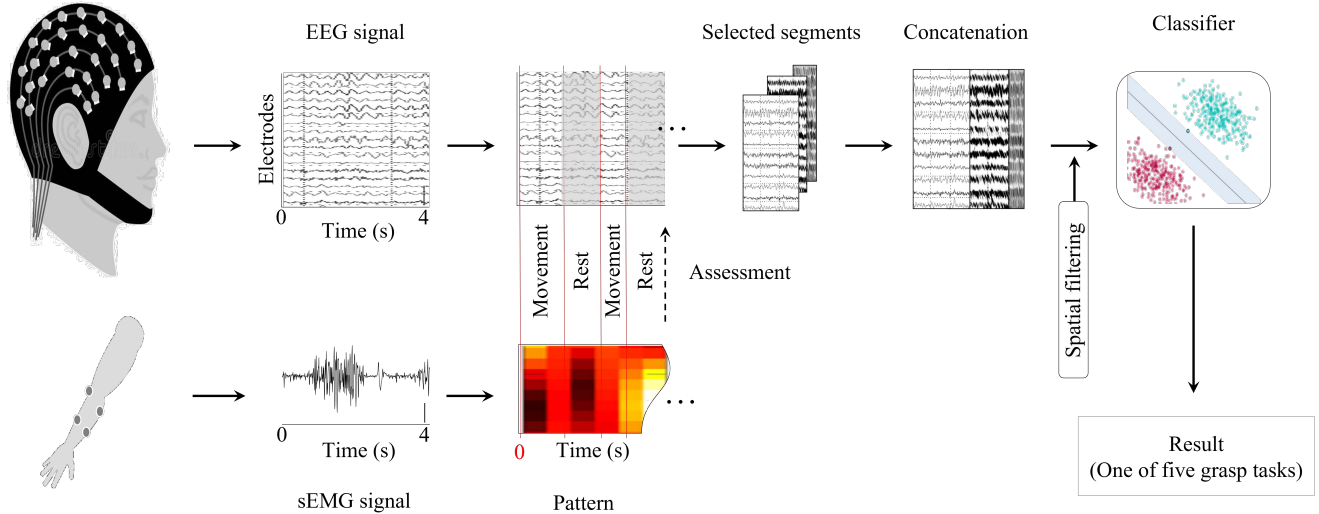 EEG signal
Selected segments
Concatenation
Classifier
Electrodes
0
4
Time (s)
...
Movement
Rest
Movement
Rest
Assessment
Spatial filtering
0
4
Time (s)
sEMG signal
0
Time (s)
...
Pattern
Result
(One of five grasp tasks)